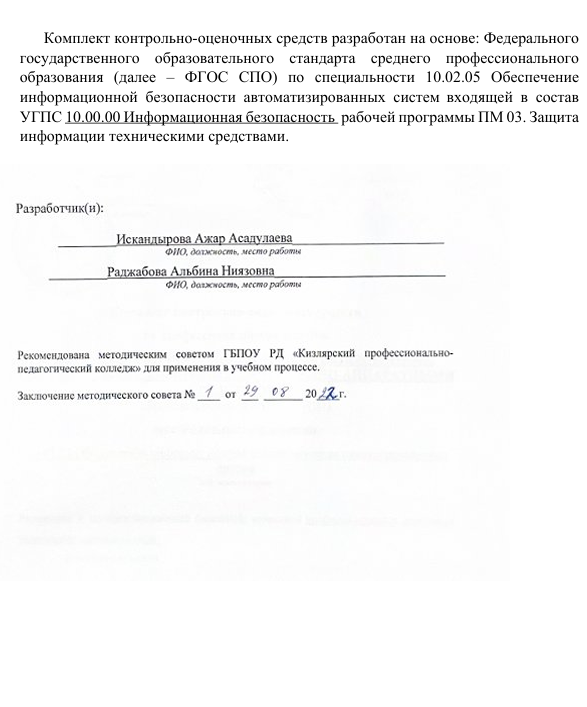 Комплект контрольно-оценочных средств разработан на основе: Федерального
государственного образовательного стандарта среднего профессионального
образования (далее – ФГОС СПО) по специальности 10.02.05 Обеспечение
информационной безопасности автоматизированных систем входящей в состав
УГПС 10.00.00 Информационная безопасность рабочей программы ПМ 03. Защита
информации техническими средствами.
Разработчик(и):
Искандырова Ажар Асадулаева
ФИО, должность, место работы
Раджабова Альбина Ниязовна
ФИО, должность, место работы
Рекомендована методическим советом ГБПОУ РД «Кизлярский профессионально-
педагогический колледж» для применения в учебном процессе.
Заключение методического совета № 1 от 29 08 2022г.